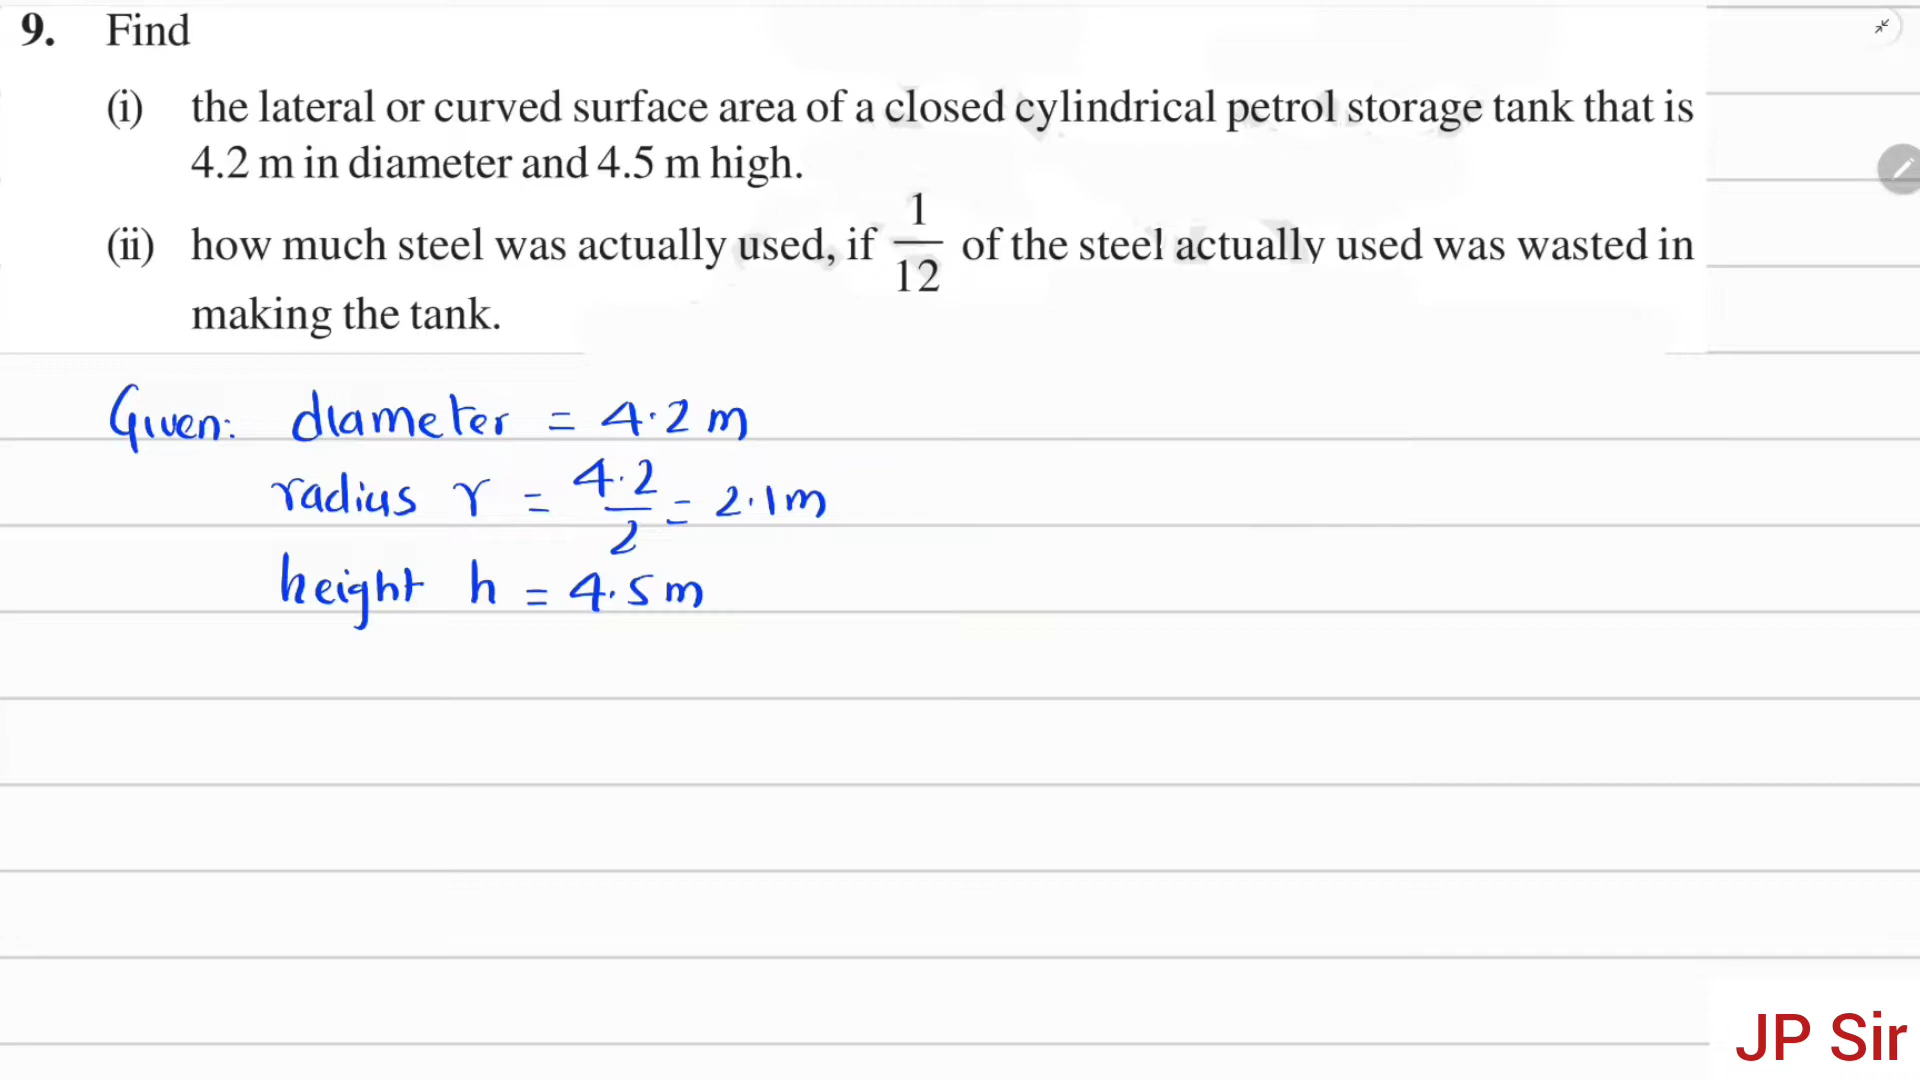 9. Find
(i) the lateral or curved surface area of a closed cylindrical petrol storage tank that is
4.2 m in diameter and 4.5 m high.
(ii) how much steel was actually used, if 1/12 of the steel actually used was wasted in
making the tank.
Given: diameter = 4.2 m
radius r = 4.2/2 = 2.1m
height h = 4.5 m
JP Sir